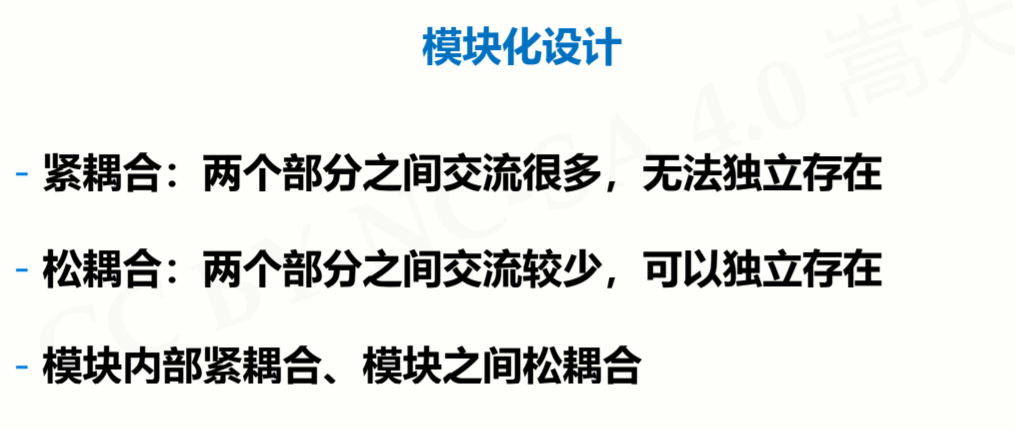 模块化设计
- 紧耦合：两个部分之间交流很多，无法独立存在
- 松耦合：两个部分之间交流较少，可以独立存在
- 模块内部紧耦合、模块之间松耦合
CC BY NC SA 4.0 嵩天